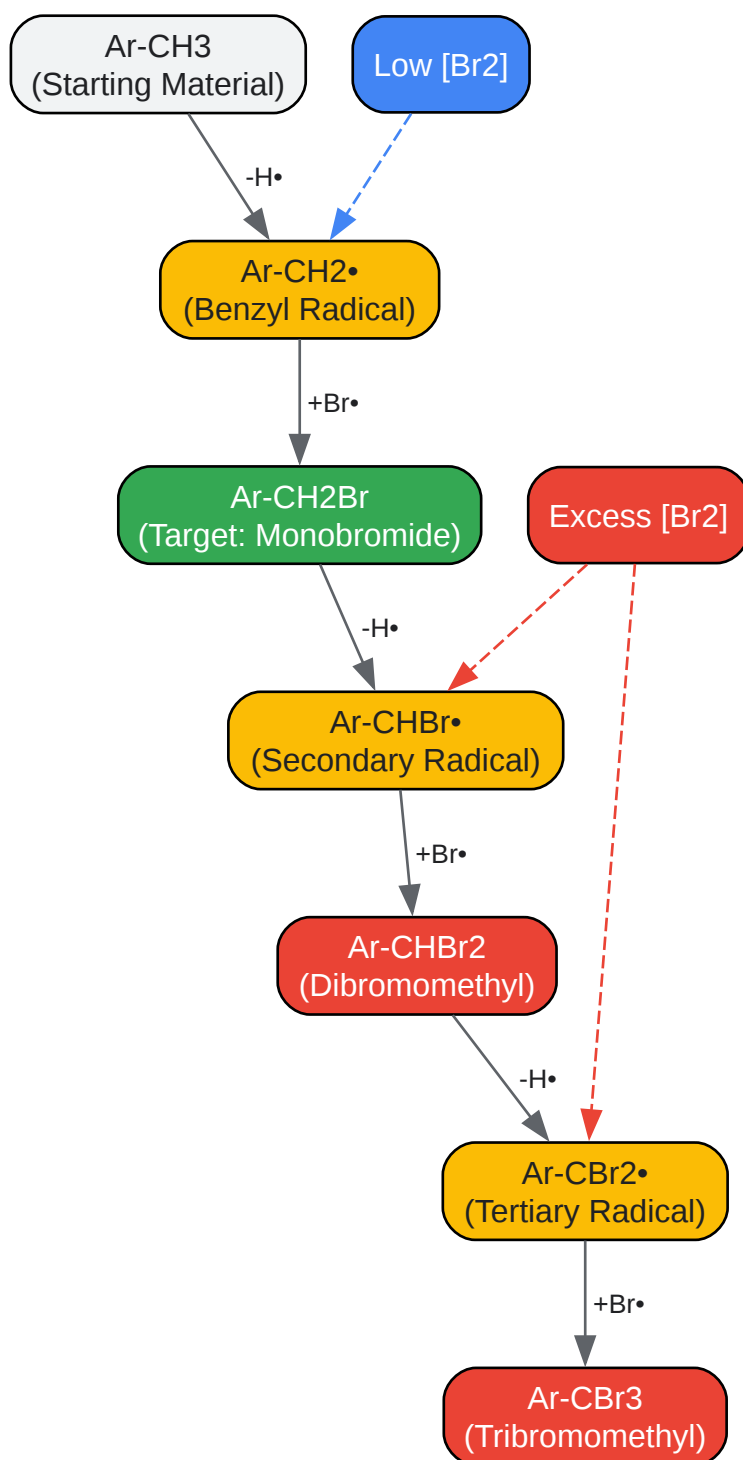 Ar-CH3
(Starting Material)
Low [Br2]
-H•
Ar-CH2•
(Benzyl Radical)
+Br•
Ar-CH2Br
(Target: Monobromide)
Excess [Br2]
-H•
Ar-CHBr•
(Secondary Radical)
+Br•
Ar-CHBr2
(Dibromomethyl)
-H•
Ar-CBr2•
(Tertiary Radical)
+Br•
Ar-CBr3
(Tribromomethyl)